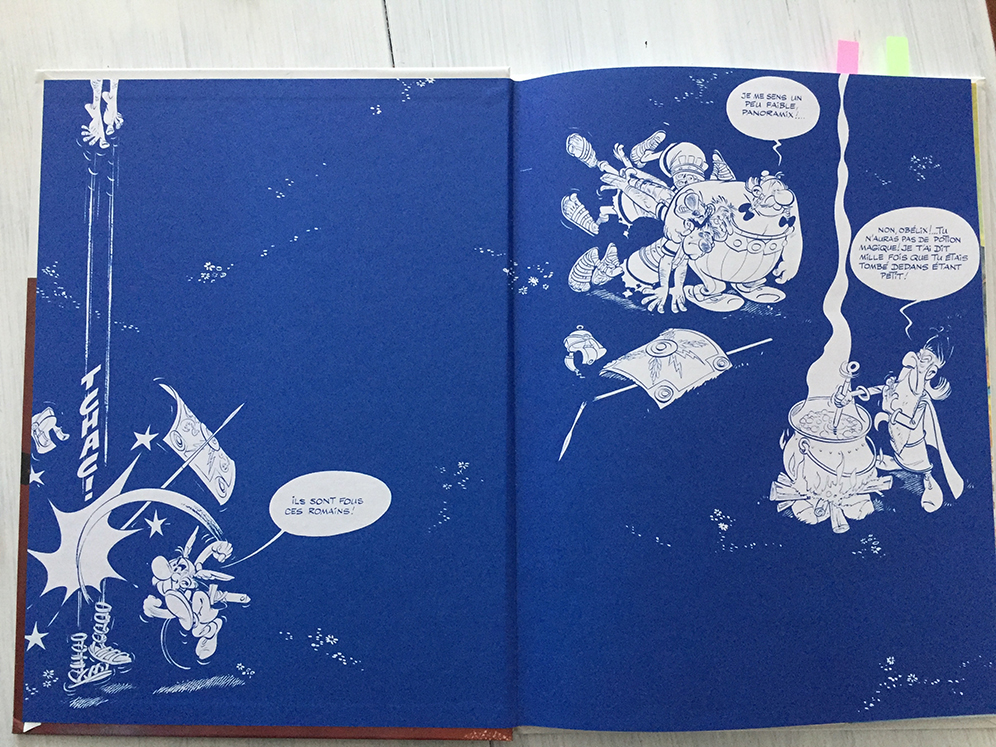 TCHAC!
ILS SONT FOUS
CES ROMAINS!
JE ME SENS UN
PEU FAIBLE,
PANORAMIX!...
NON, OBÉLIX!...TU
N'AURAS PAS DE POTION
MAGIQUE! JE T'AI DIT
MILLE FOIS QUE TU ÉTAIS
TOMBÉ DEDANS ÉTANT
PETIT!